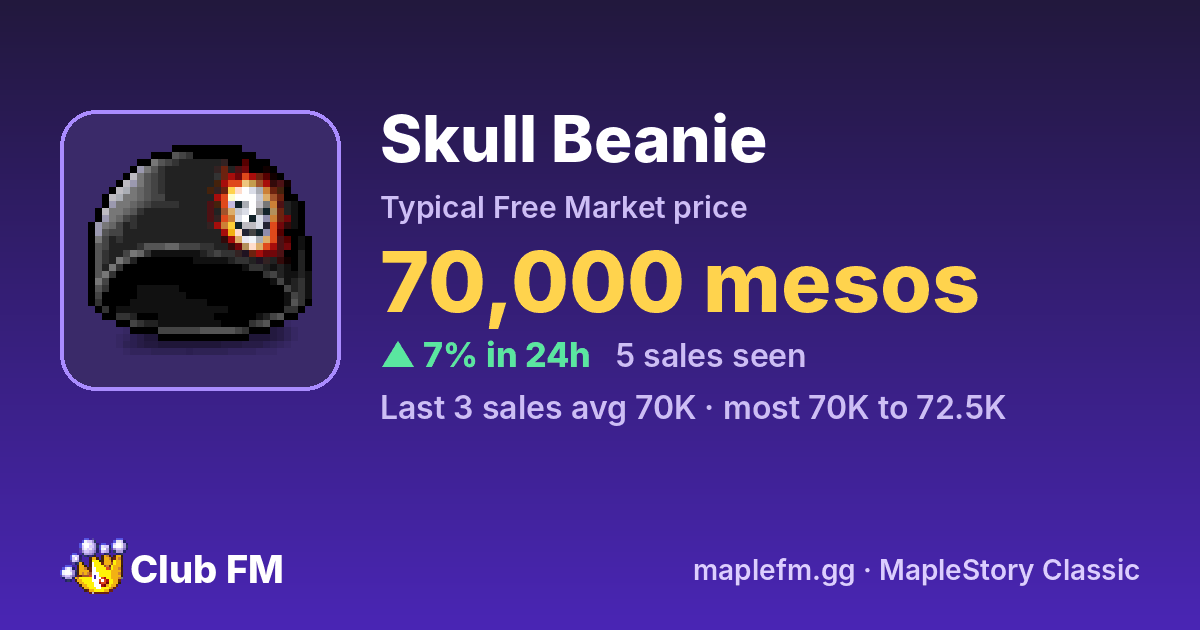 Skull Beanie
Typical Free Market price
70,000 mesos
▲ 7% in 24h 5 sales seen
Last 3 sales avg 70K · most 70K to 72.5K
Club FM
maplefm.gg · MapleStory Classic